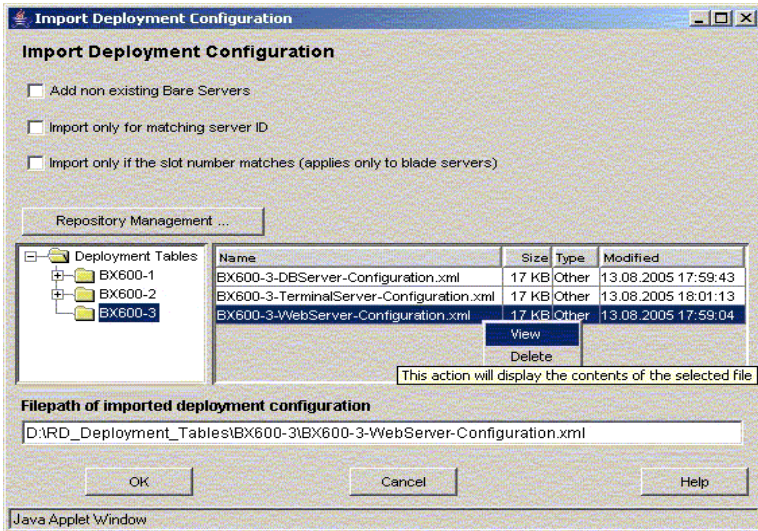 Import Deployment Configuration
Import Deployment Configuration
Add non existing Bare Servers
Import only for matching server ID
Import only if the slot number matches (applies only to blade servers)
Repository Management ...
Deployment Tables
BX600-1
BX600-2
BX600-3
Name Size Type Modified
BX600-3-DBServer-Configuration.xml 17 KB Other 13.08.2005 17:59:43
BX600-3-TerminalServer-Configuration.xml 17 KB Other 13.08.2005 18:01:13
BX600-3-WebServer-Configuration.xml 17 KB Other 13.08.2005 17:59:04
View
Delete
This action will display the contents of the selected file
Filepath of imported deployment configuration
D:\RD_Deployment_Tables\BX600-3\BX600-3-WebServer-Configuration.xml
OK Cancel Help
Java Applet Window